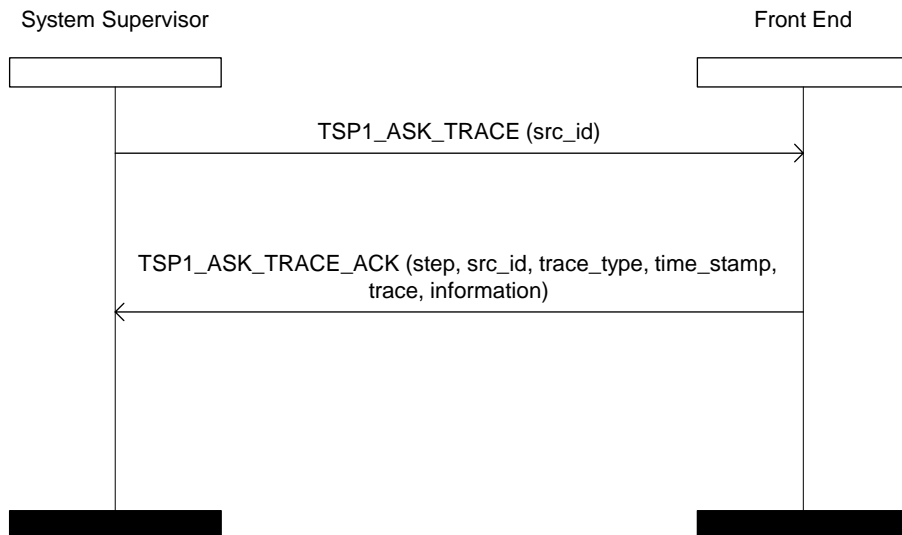 System Supervisor
Front End
TSP1_ASK_TRACE (src_id)
TSP1_ASK_TRACE_ACK (step, src_id, trace_type, time_stamp,
trace, information)